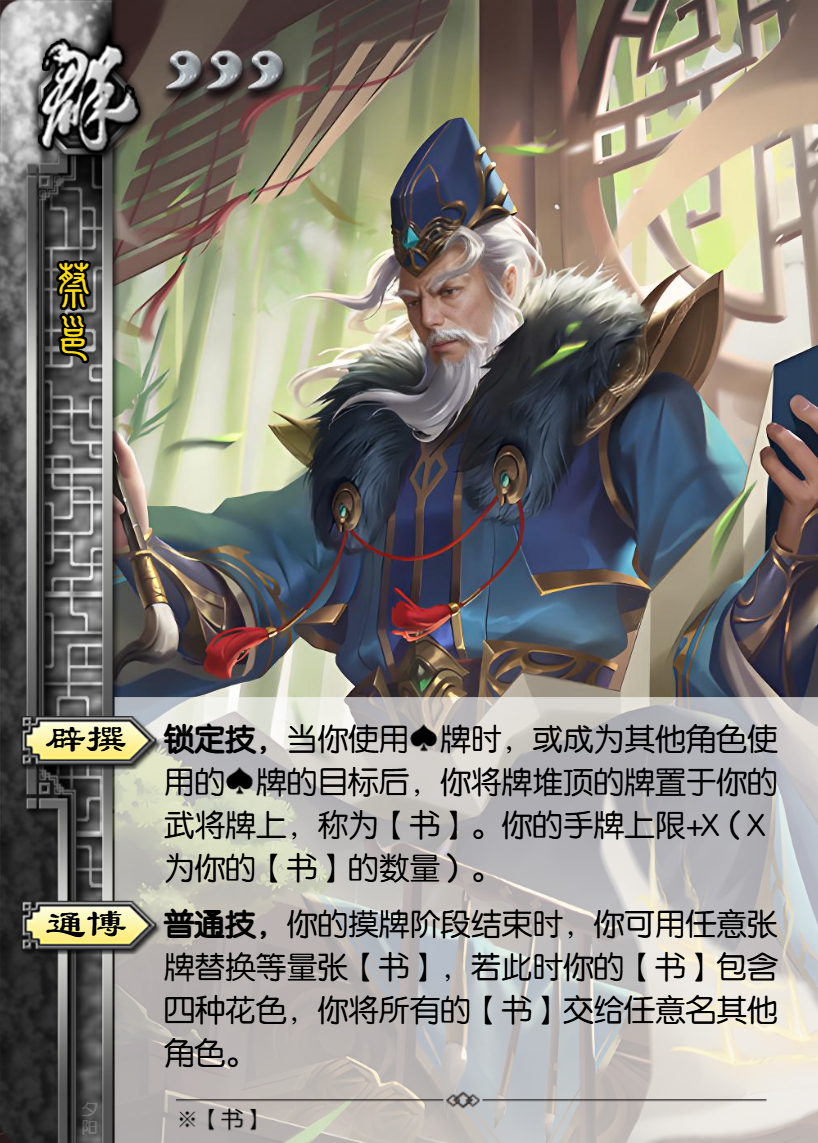 群
蔡邕
辟撰
锁定技，当你使用♠牌时，或成为其他角色使
用的♠牌的目标后，你将牌堆顶的牌置于你的
武将牌上，称为【书】。你的手牌上限+X（X
为你的【书】的数量）。
通博
普通技，你的摸牌阶段结束时，你可用任意张
牌替换等量张【书】，若此时你的【书】包含
四种花色，你将所有的【书】交给任意名其他
角色。
夕阳
※【书】